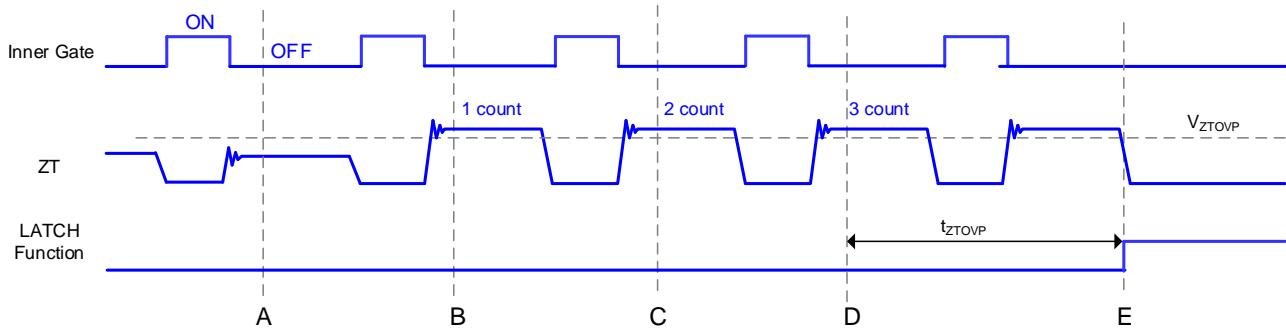 ON
Inner Gate
OFF
1 count
2 count
3 count
VZTOVP
ZT
LATCH
Function
tZTOVP
A
B
C
D
E